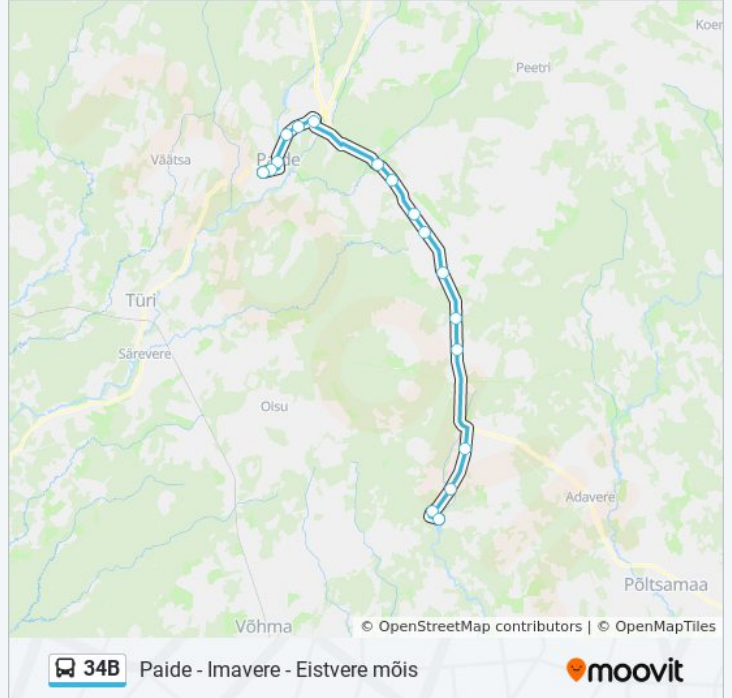 Koer
Peetri
Väätsa
Paide
Türi
Särevere
Oisu
Adavere
Põltsamaa
Võhma
© OpenStreetMap contributors | © OpenMapTiles
34B Paide - Imavere - Eistvere mõis
moovit